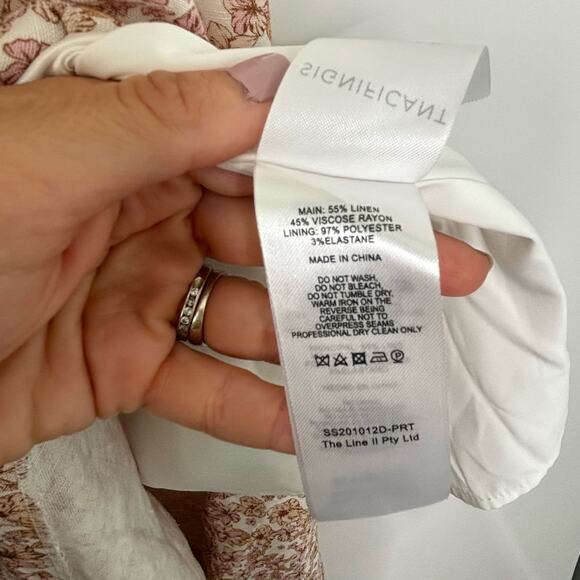 SIGNIFICANT
MAIN: 55% LINEN
45% VISCOSE RAYON
LINING: 97% POLYESTER
3%ELASTANE
MADE IN CHINA
DO NOT WASH,
DO NOT BLEACH,
DO NOT TUMBLE DRY,
WARM IRON ON THE
REVERSE BEING
CAREFUL NOT TO
OVERPRESS SEAMS
PROFESSIONAL DRY CLEAN ONLY
SS201012D-PRT
The Line II Pty Ltd